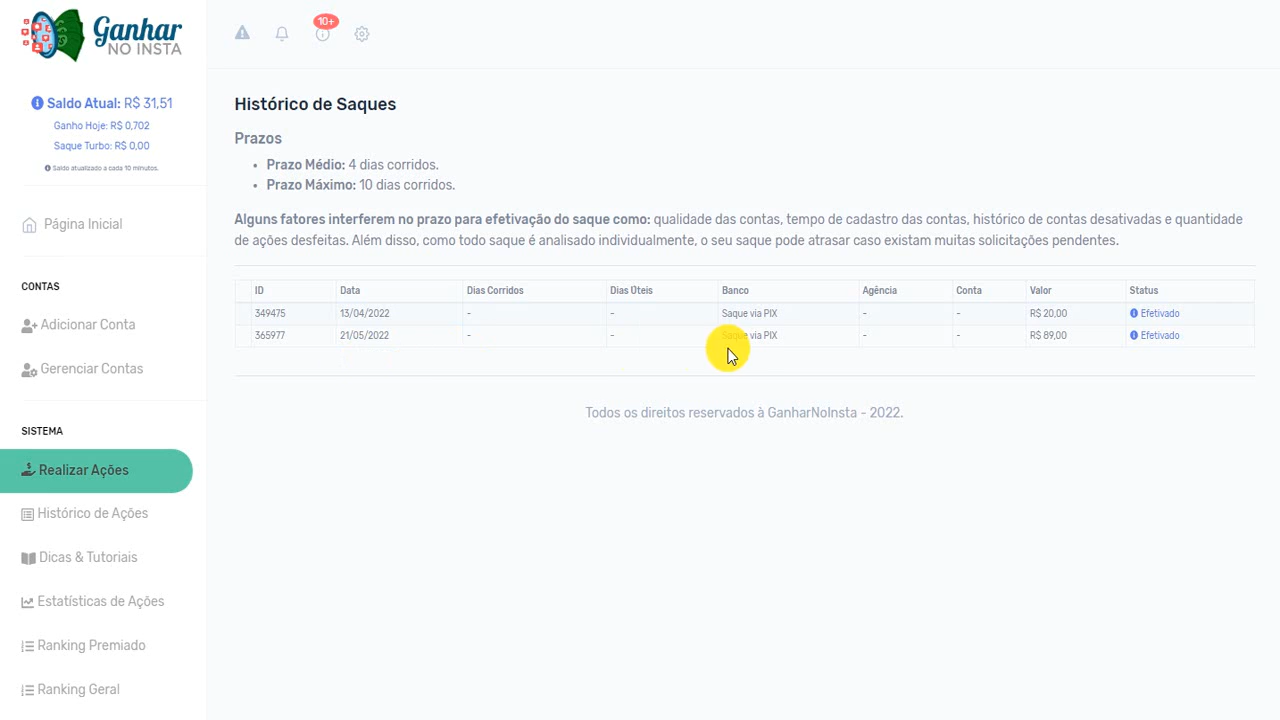 Ganhar
NO INSTA
10+
Saldo Atual: R$ 31,51
Ganho Hoje: R$ 0,702
Saque Turbo: R$ 0,00
Saldo atualizado a cada 10 minutos.
Página Inicial
CONTAS
Adicionar Conta
Gerenciar Contas
SISTEMA
Realizar Ações
Histórico de Ações
Dicas & Tutoriais
Estatísticas de Ações
Ranking Premiado
Ranking Geral
Histórico de Saques
Prazos
• Prazo Médio: 4 dias corridos.
• Prazo Máximo: 10 dias corridos.
Alguns fatores interferem no prazo para efetivação do saque como: qualidade das contas, tempo de cadastro das contas, histórico de contas desativadas e quantidade
de ações desfeitas. Além disso, como todo saque é analisado individualmente, o seu saque pode atrasar caso existam muitas solicitações pendentes.
ID Data Dias Corridos Dias Úteis Banco Agência Conta Valor Status
349475 13/04/2022 - - Saque via PIX - - R$ 20,00 Efetivado
365977 21/05/2022 - - Saque via PIX - - R$ 89,00 Efetivado
Todos os direitos reservados à GanharNoInsta - 2022.